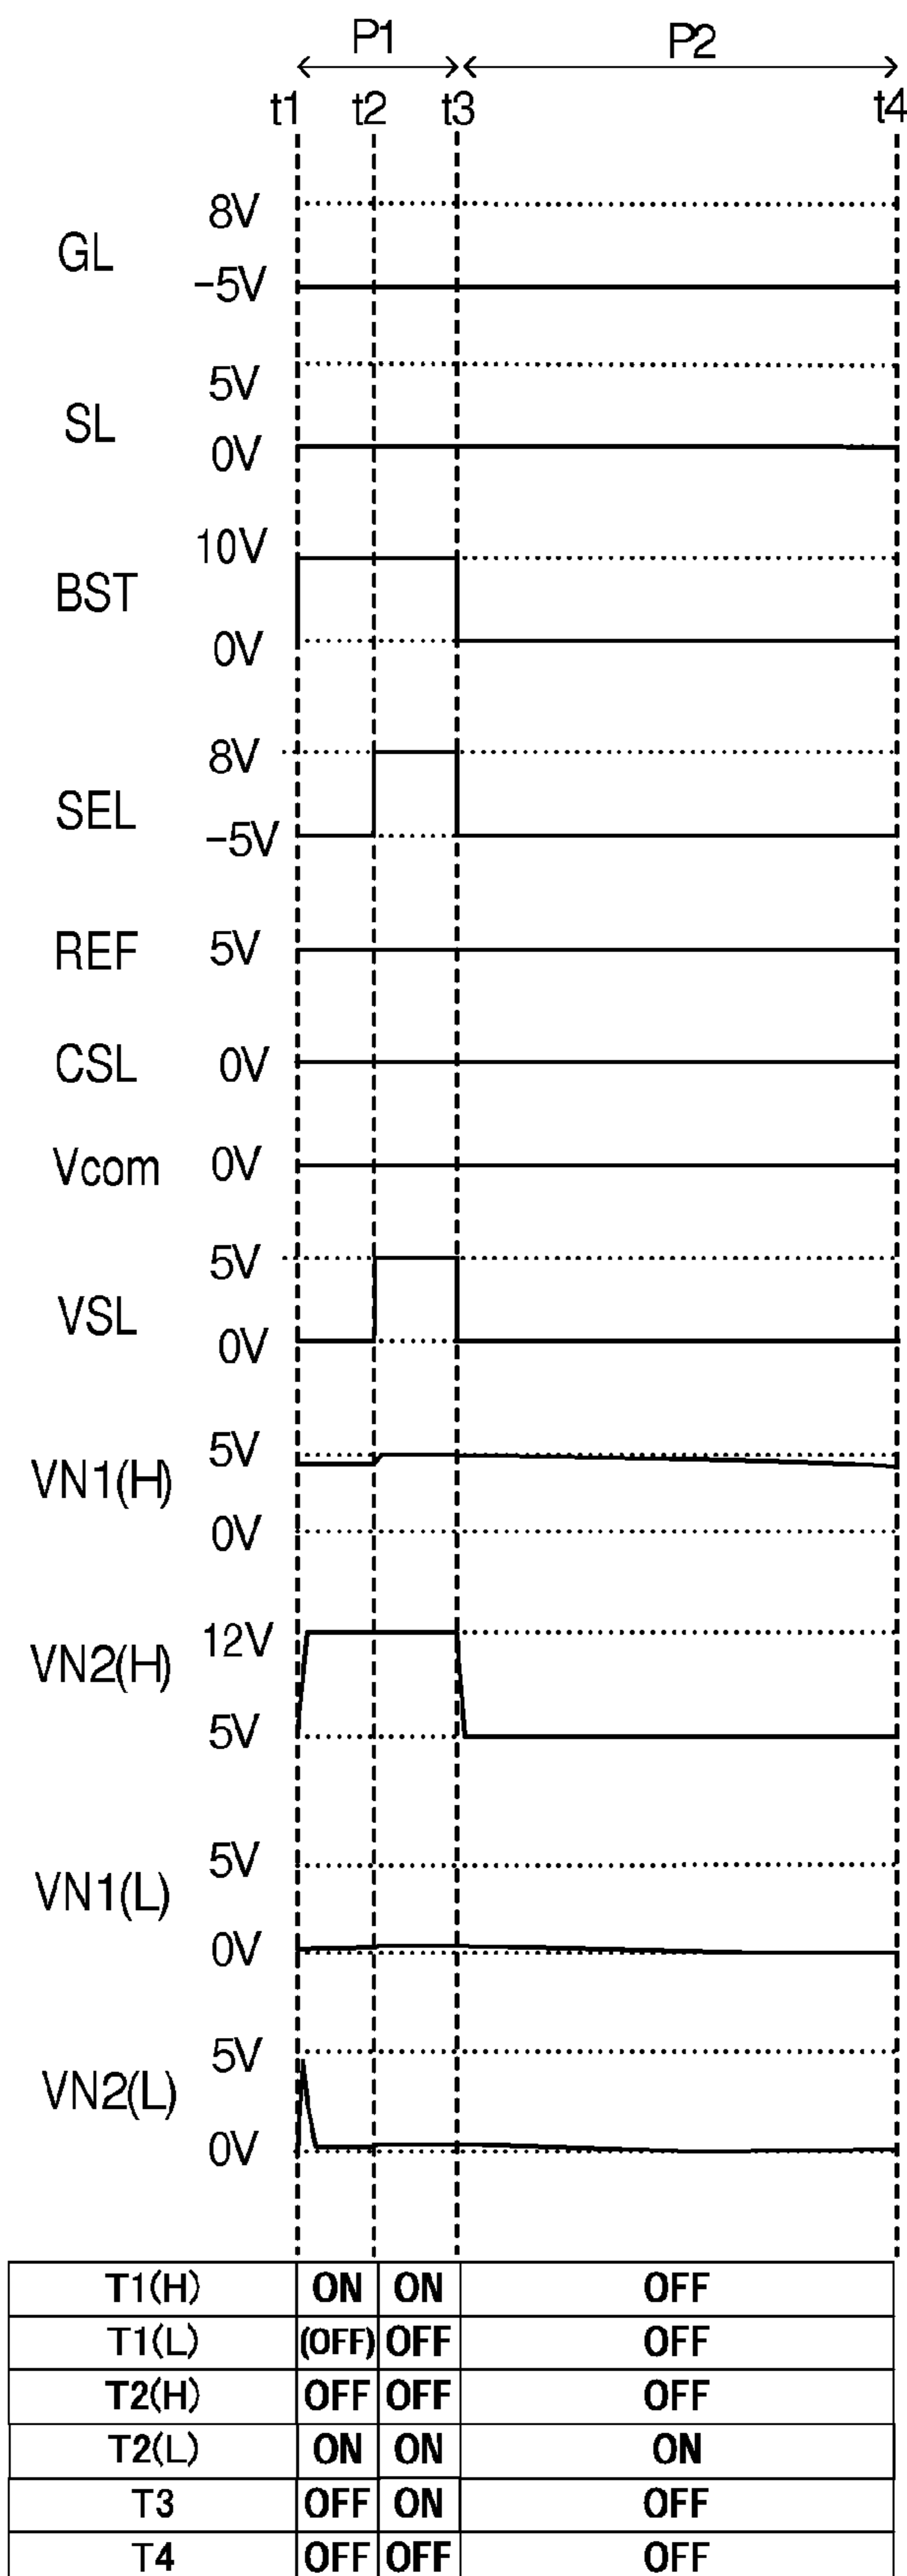 P1 P2
t1 t2 t3 t4
8V
GL
-5V
5V
SL
0V
10V
BST
0V
8V
SEL
-5V
REF 5V
CSL 0V
Vcom 0V
5V
VSL
0V
5V
VN1(H)
0V
12V
VN2(H)
5V
5V
VN1(L)
0V
5V
VN2(L)
0V
T1(H) ON ON OFF
T1(L) (OFF) OFF OFF
T2(H) OFF OFF OFF
T2(L) ON ON ON
T3 OFF ON OFF
T4 OFF OFF OFF